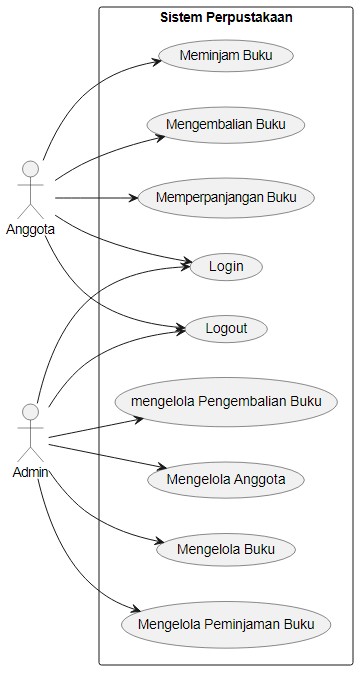 Sistem Perpustakaan
Meminjam Buku
Mengembalian Buku
Memperpanjangan Buku
Anggota
Login
Logout
mengelola Pengembalian Buku
Admin
Mengelola Anggota
Mengelola Buku
Mengelola Peminjaman Buku